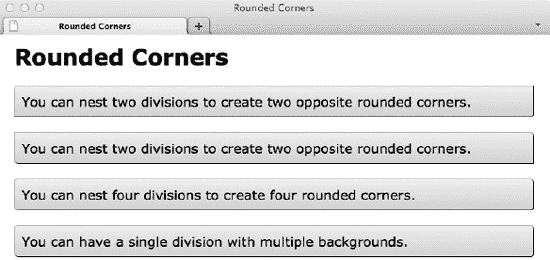 Rounded Corners
Rounded Corners
Rounded Corners
You can nest two divisions to create two opposite rounded corners.
You can nest two divisions to create two opposite rounded corners.
You can nest four divisions to create four rounded corners.
You can have a single division with multiple backgrounds.